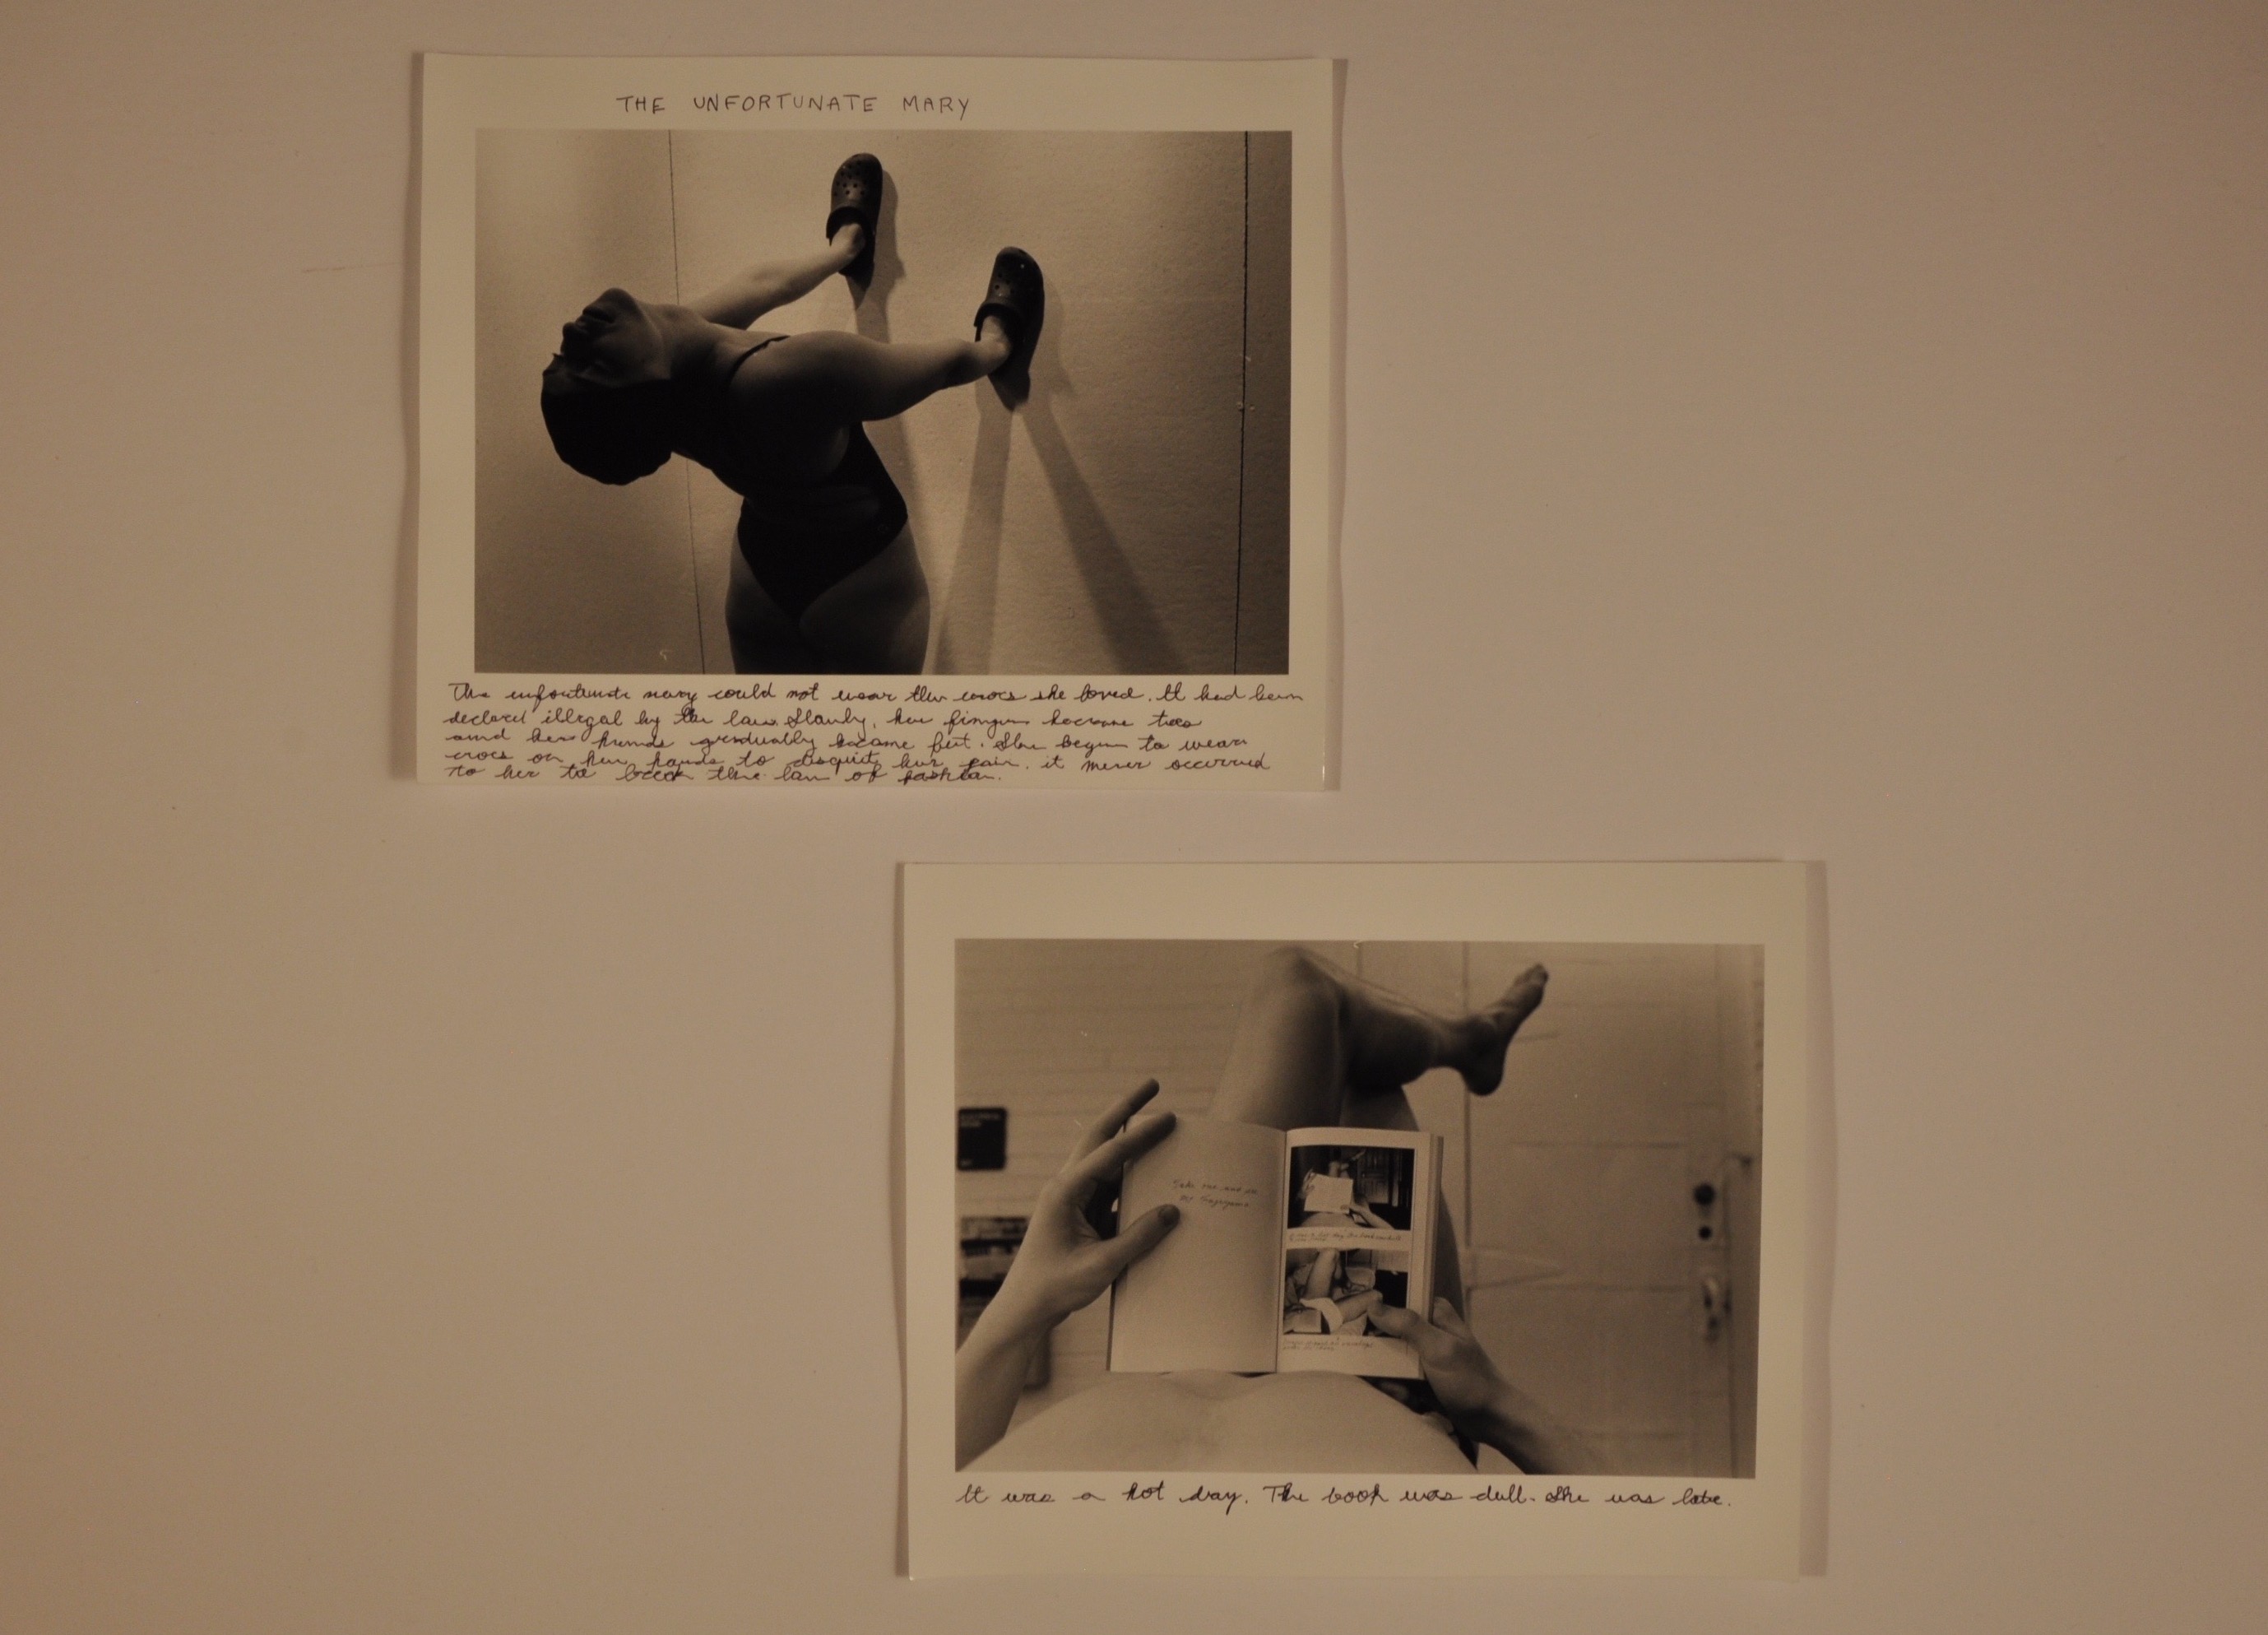 THE UNFORTUNATE MARY
The unfortunate mary could not wear the crocs she loved. It had been
declared illegal by the law. Slowly, her fingers became toes
and her hands gradually became feet. She began to wear
crocs on her hands to disguise her pain. it never occurred
to her to break the law of fashion.
It was a hot day. The book was dull. She was late.